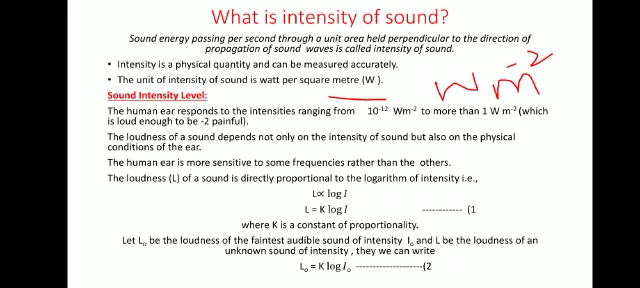 What is intensity of sound?
Sound energy passing per second through a unit area held perpendicular to the direction of
propagation of sound waves is called intensity of sound.
• Intensity is a physical quantity and can be measured accurately.
• The unit of intensity of sound is watt per square metre (W ).
W m⁻²
Sound Intensity Level:
The human ear responds to the intensities ranging from 10⁻¹² Wm⁻² to more than 1 W m⁻² (which
is loud enough to be -2 painful).
The loudness of a sound depends not only on the intensity of sound but also on the physical
conditions of the ear.
The human ear is more sensitive to some frequencies rather than the others.
The loudness (L) of a sound is directly proportional to the logarithm of intensity i.e.,
L∝ log I
L = K log I ------------ (1
where K is a constant of proportionality.
Let L₀ be the loudness of the faintest audible sound of intensity I₀ and L be the loudness of an
unknown sound of intensity, they we can write
L₀ = K log I₀ ----------------------(2